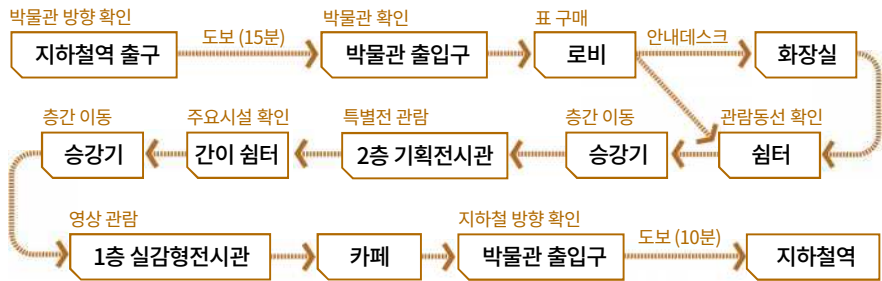 박물관 방향 확인
지하철역 출구
도보 (15분)
박물관 확인
박물관 출입구
표 구매
로비
안내데스크
화장실
층간 이동
승강기
주요시설 확인
간이 쉼터
특별전 관람
2층 기획전시관
층간 이동
승강기
관람동선 확인
쉼터
영상 관람
1층 실감형전시관
카페
지하철 방향 확인
박물관 출입구
도보 (10분)
지하철역